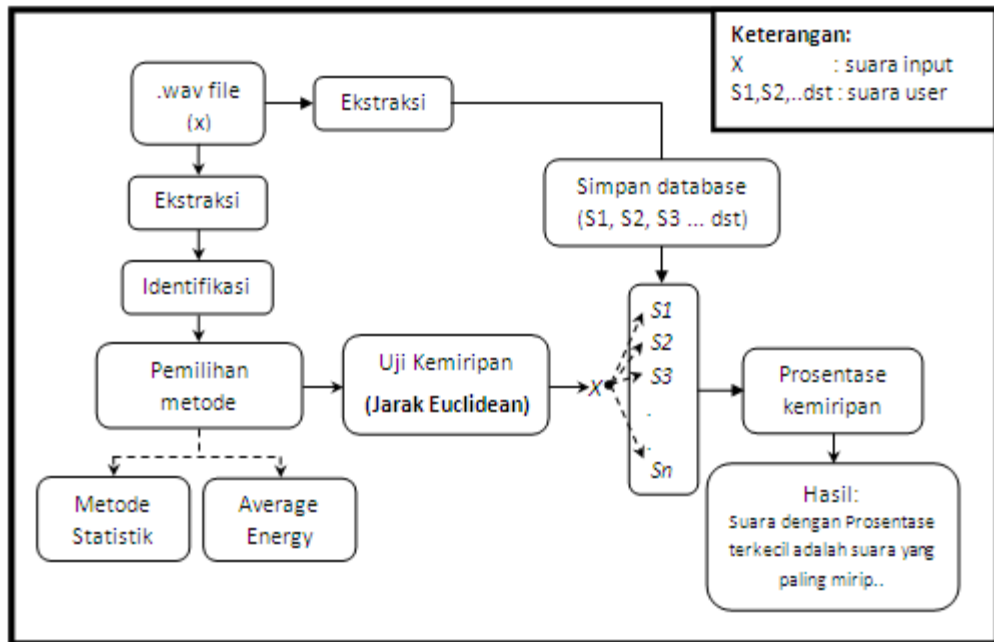 Keterangan:
X : suara input
S1,S2,..dst : suara user
.wav file
(x)
Ekstraksi
Simpan database
(S1, S2, S3 ... dst)
Ekstraksi
Identifikasi
Pemilihan
metode
Metode
Statistik
Average
Energy
Uji Kemiripan
(Jarak Euclidean)
X
S1
S2
S3
.
.
Sn
Prosentase
kemiripan
Hasil:
Suara dengan Prosentase
terkecil adalah suara yang
paling mirip..